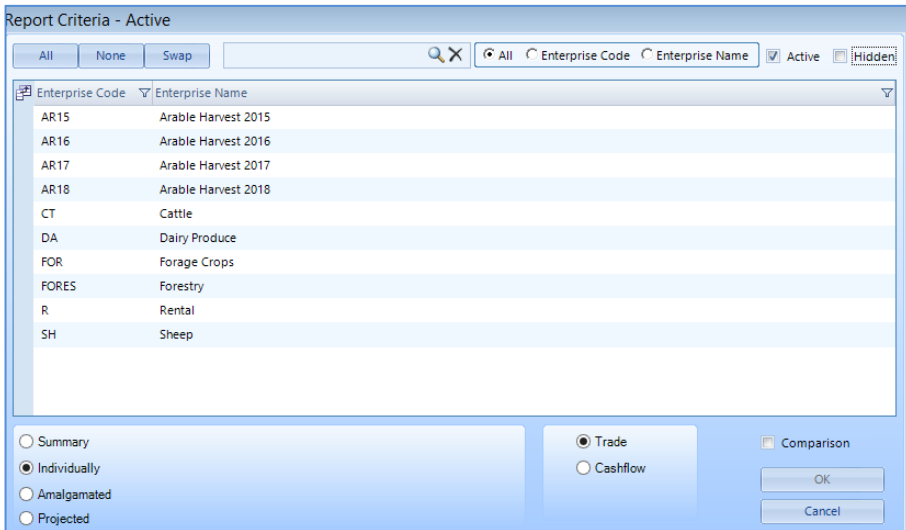 Report Criteria - Active
All None Swap All Enterprise Code Enterprise Name Active Hidden
Enterprise Code Enterprise Name
AR15 Arable Harvest 2015
AR16 Arable Harvest 2016
AR17 Arable Harvest 2017
AR18 Arable Harvest 2018
CT Cattle
DA Dairy Produce
FOR Forage Crops
FORES Forestry
R Rental
SH Sheep
Summary Trade Comparison
Individually Cashflow
OK
Amalgamated
Cancel
Projected